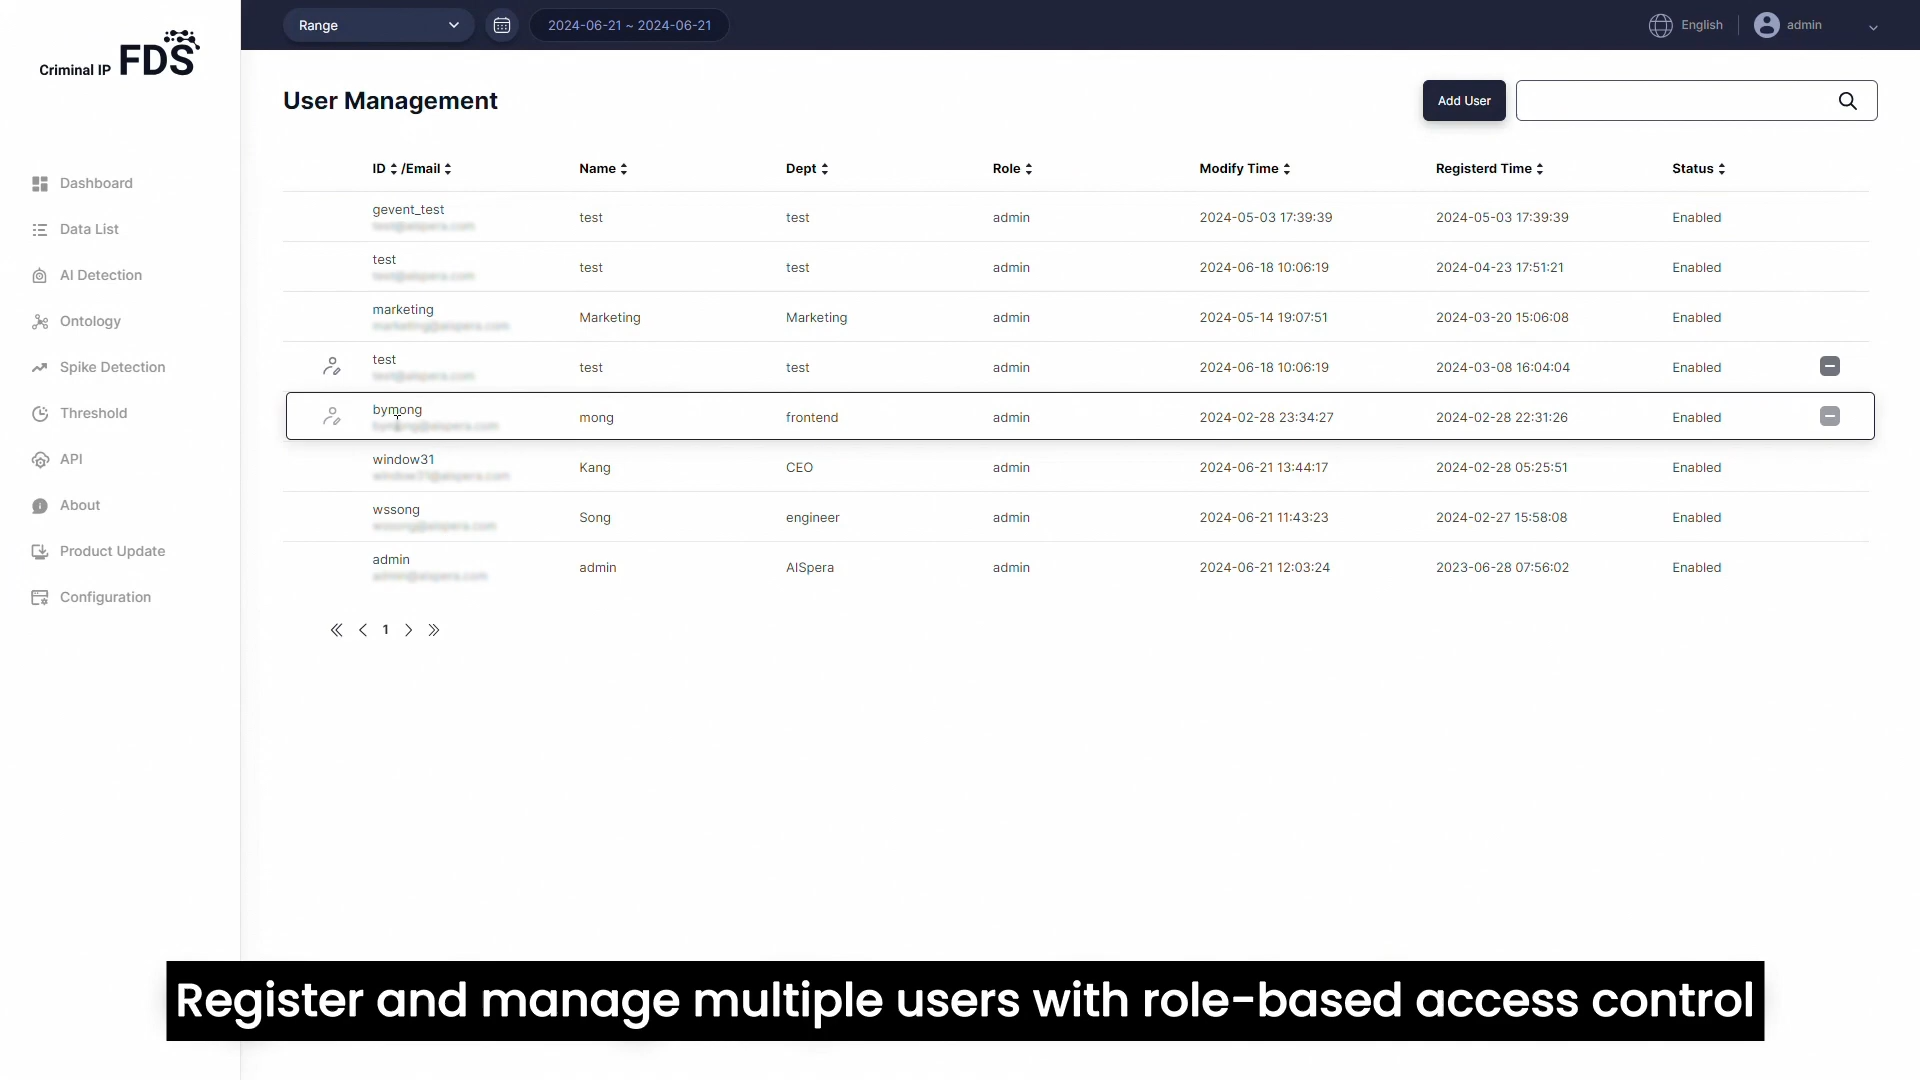 Criminal IP FDS
Range
2024-06-21 ~ 2024-06-21
English
admin
Dashboard
Data List
AI Detection
Ontology
Spike Detection
Threshold
API
About
Product Update
Configuration
User Management
Add User
ID /Email Name Dept Role Modify Time Registerd Time Status
gevent_test test test admin 2024-05-03 17:39:39 2024-05-03 17:39:39 Enabled
test test test admin 2024-06-18 10:06:19 2024-04-23 17:51:21 Enabled
marketing Marketing Marketing admin 2024-05-14 19:07:51 2024-03-20 15:06:08 Enabled
test test test admin 2024-06-18 10:06:19 2024-03-08 16:04:04 Enabled
bymong mong frontend admin 2024-02-28 23:34:27 2024-02-28 22:31:26 Enabled
window31 Kang CEO admin 2024-06-21 13:44:17 2024-02-28 05:25:51 Enabled
wssong Song engineer admin 2024-06-21 11:43:23 2024-02-27 15:58:08 Enabled
admin admin AISpera admin 2024-06-21 12:03:24 2023-06-28 07:56:02 Enabled
1
Register and manage multiple users with role-based access control